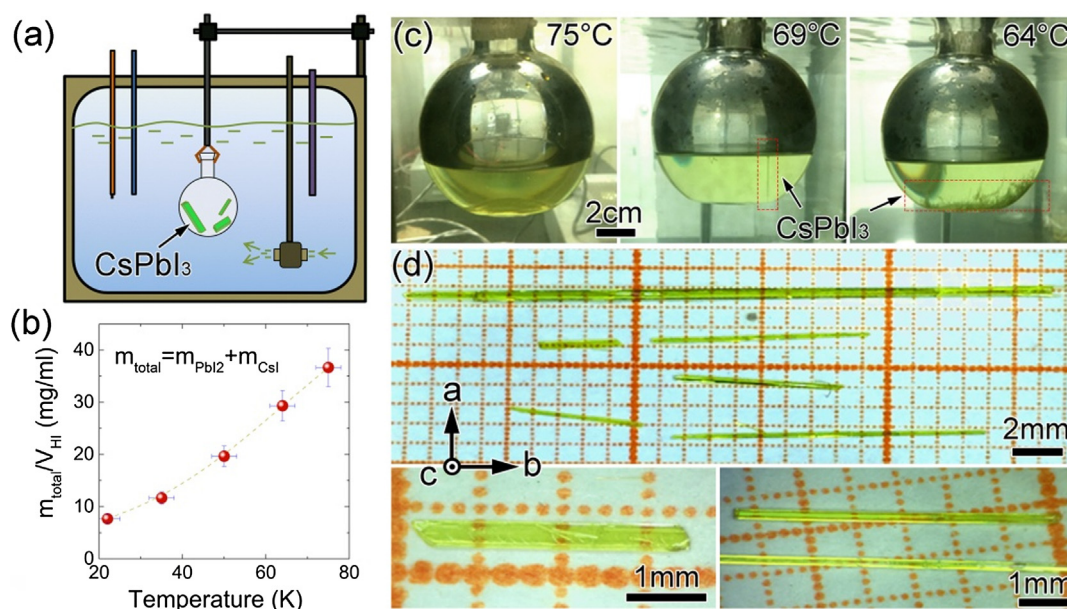 (a)
CsPbI₃
(b)
m_total=m_PbI2+m_CsI
m_total/V_HI (mg/ml)
40
30
20
10
0
20 40 60 80
Temperature (K)
(c)
75°C
69°C
64°C
2cm
CsPbI₃
(d)
a
c
b
2mm
1mm
1mm